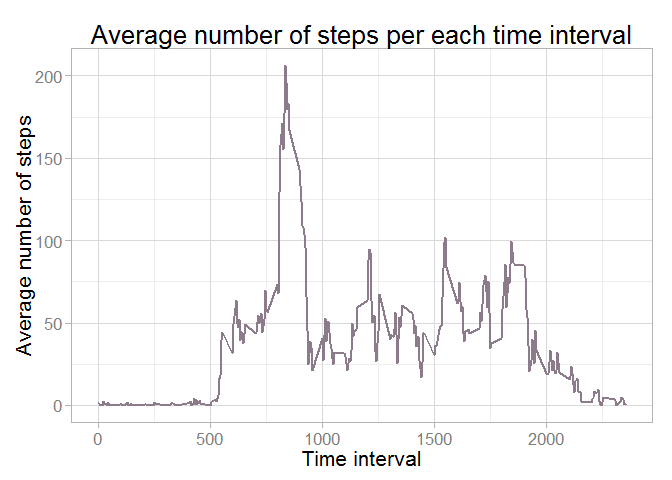 Average number of steps per each time interval
Average number of steps
200
150
100
50
0
0 500 1000 1500 2000
Time interval